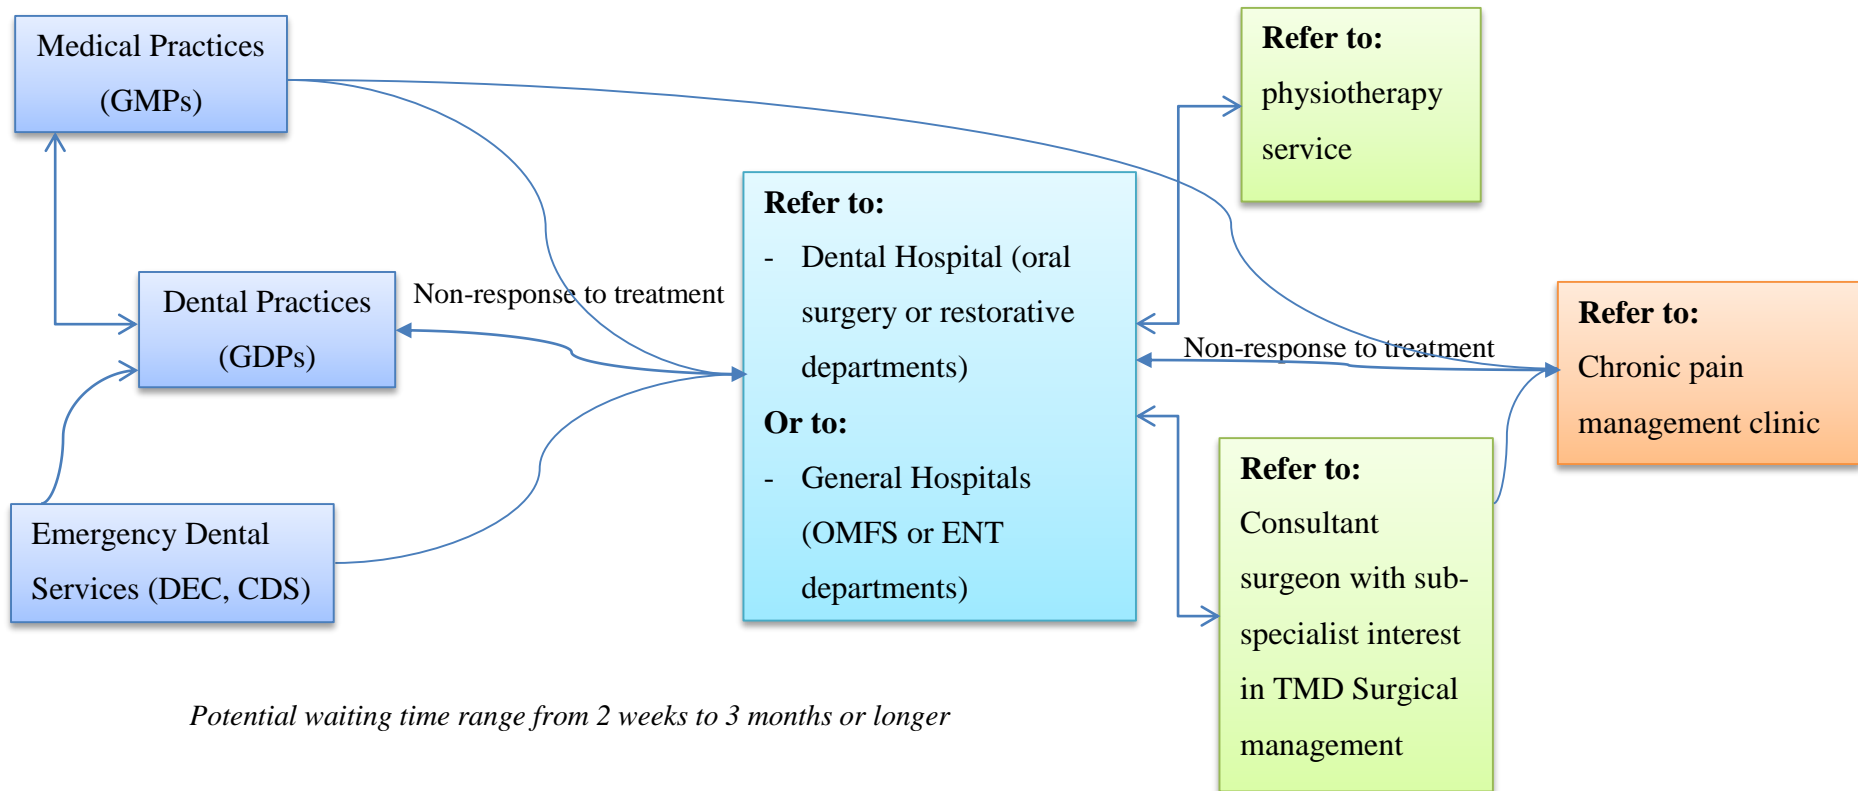 Medical Practices
(GMPs)
Dental Practices
(GDPs)
Emergency Dental
Services (DEC, CDS)
Non-response to treatment
Refer to:
- Dental Hospital (oral
surgery or restorative
departments)
Or to:
- General Hospitals
(OMFS or ENT
departments)
Refer to:
physiotherapy
service
Non-response to treatment
Refer to:
Consultant
surgeon with sub-
specialist interest
in TMD Surgical
management
Refer to:
Chronic pain
management clinic
Potential waiting time range from 2 weeks to 3 months or longer